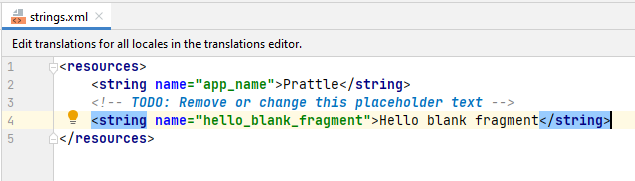 strings.xml
Edit translations for all locales in the translations editor.
1 <resources>
2 <string name="app_name">Prattle</string>
3 <!-- TODO: Remove or change this placeholder text -->
4 <string name="hello_blank_fragment">Hello blank fragment</string>
5 </resources>